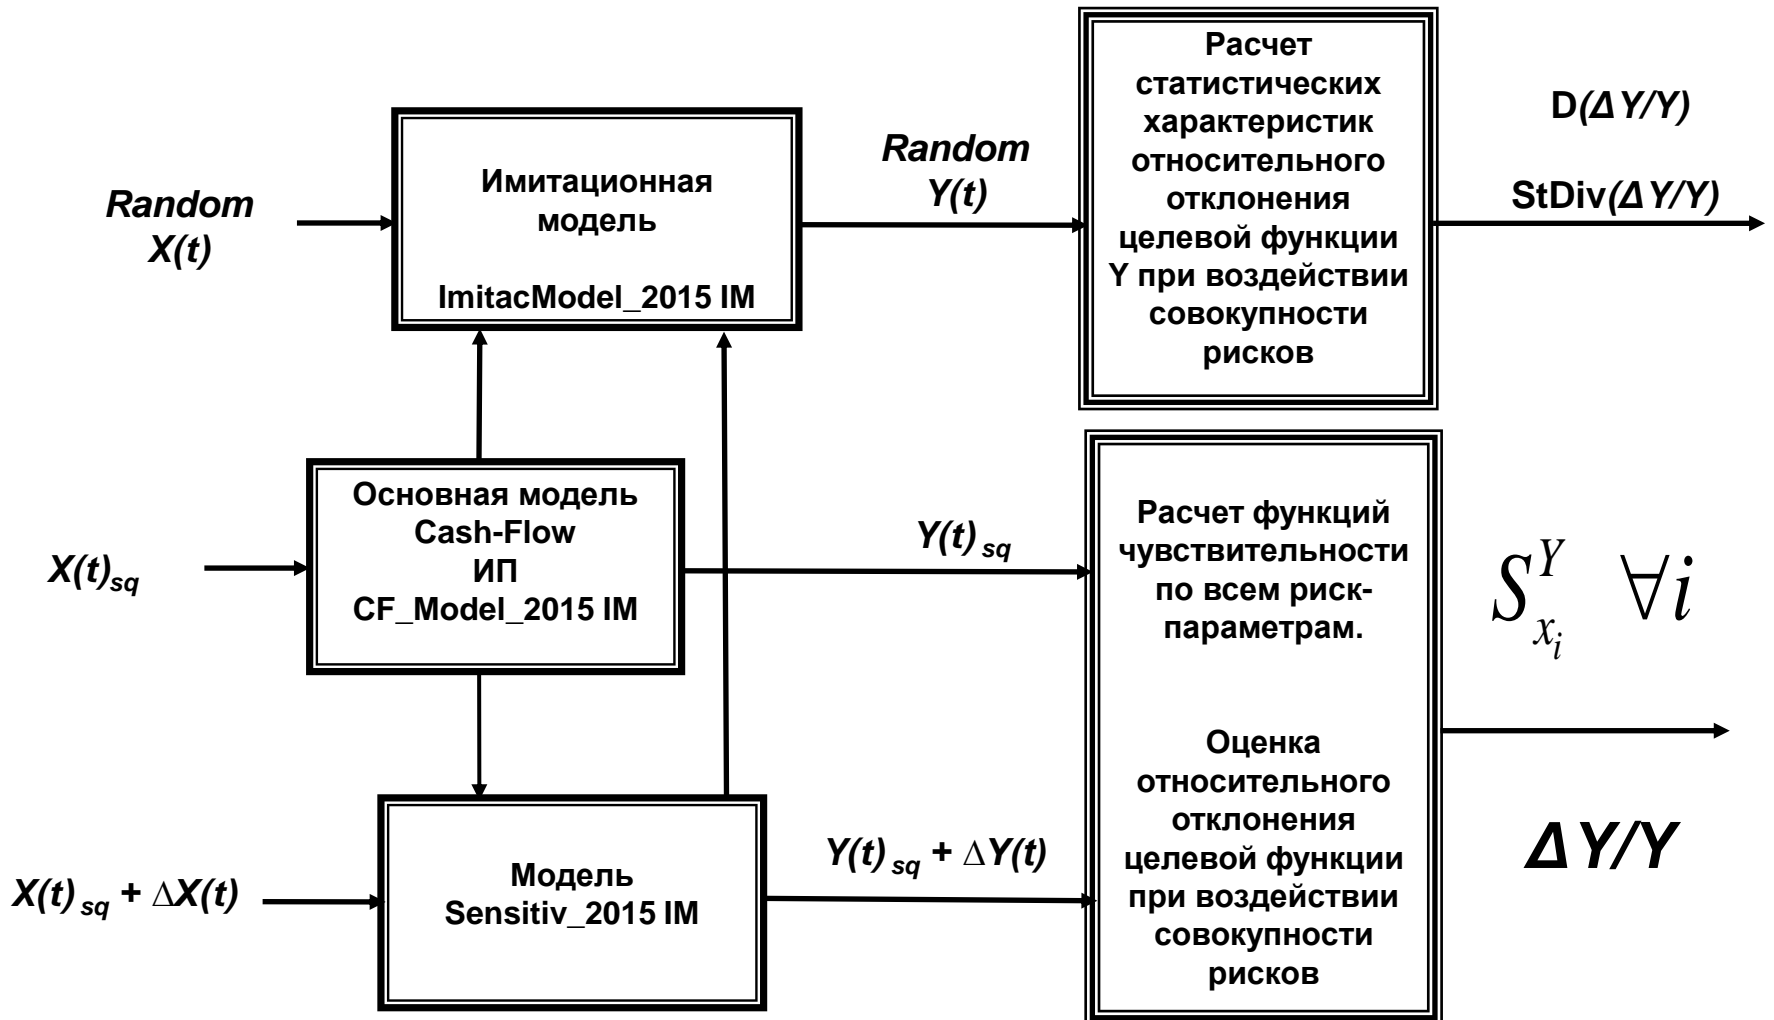 Random
X(t)
Имитационная
модель
ImitacModel_2015 IM
Random
Y(t)
Расчет
статистических
характеристик
относительного
отклонения
целевой функции
Y при воздействии
совокупности
рисков
D(ΔY/Y)
StDiv(ΔY/Y)
X(t)sq
Основная модель
Cash-Flow
ИП
CF_Model_2015 IM
Y(t) sq
Расчет функций
чувствительности
по всем риск-
параметрам.
Оценка
относительного
отклонения
целевой функции
при воздействии
совокупности
рисков
S^Y_{x_i} ∀i
ΔY/Y
X(t) sq + ΔX(t)
Модель
Sensitiv_2015 IM
Y(t) sq + ΔY(t)